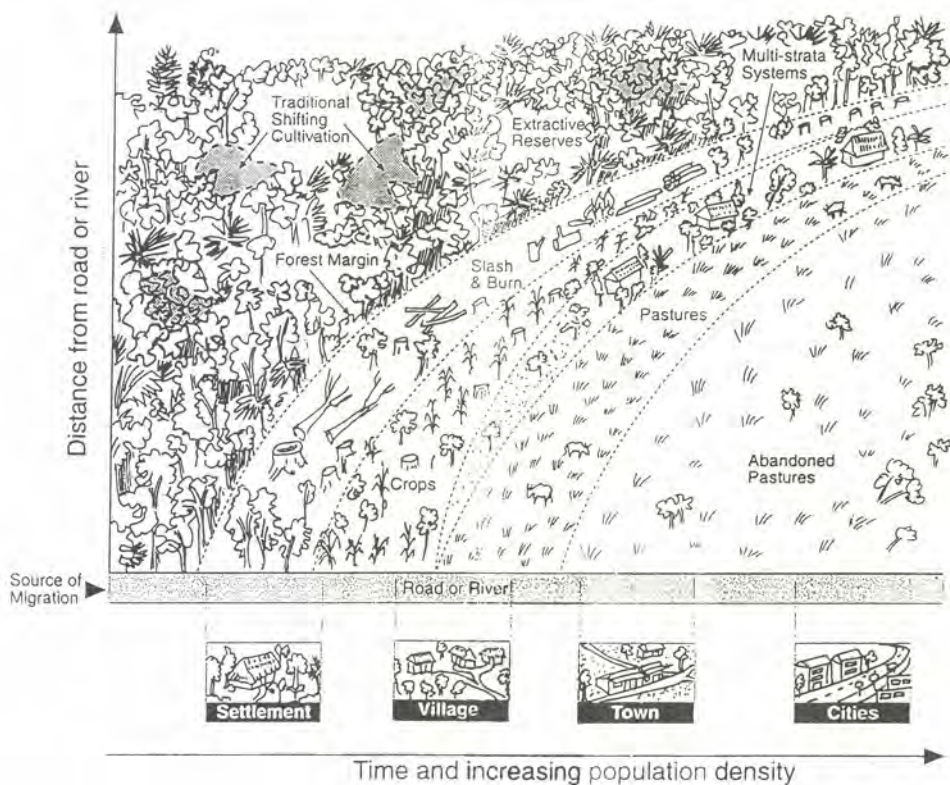 Distance from road or river
Multi-strata
Systems
Traditional
Shifting
Cultivation
Extractive
Reserves
Forest Margin
Slash
& Burn
Pastures
Crops
Abandoned
Pastures
Source of
Migration
Road or River
Settlement
Village
Town
Cities
Time and increasing population density